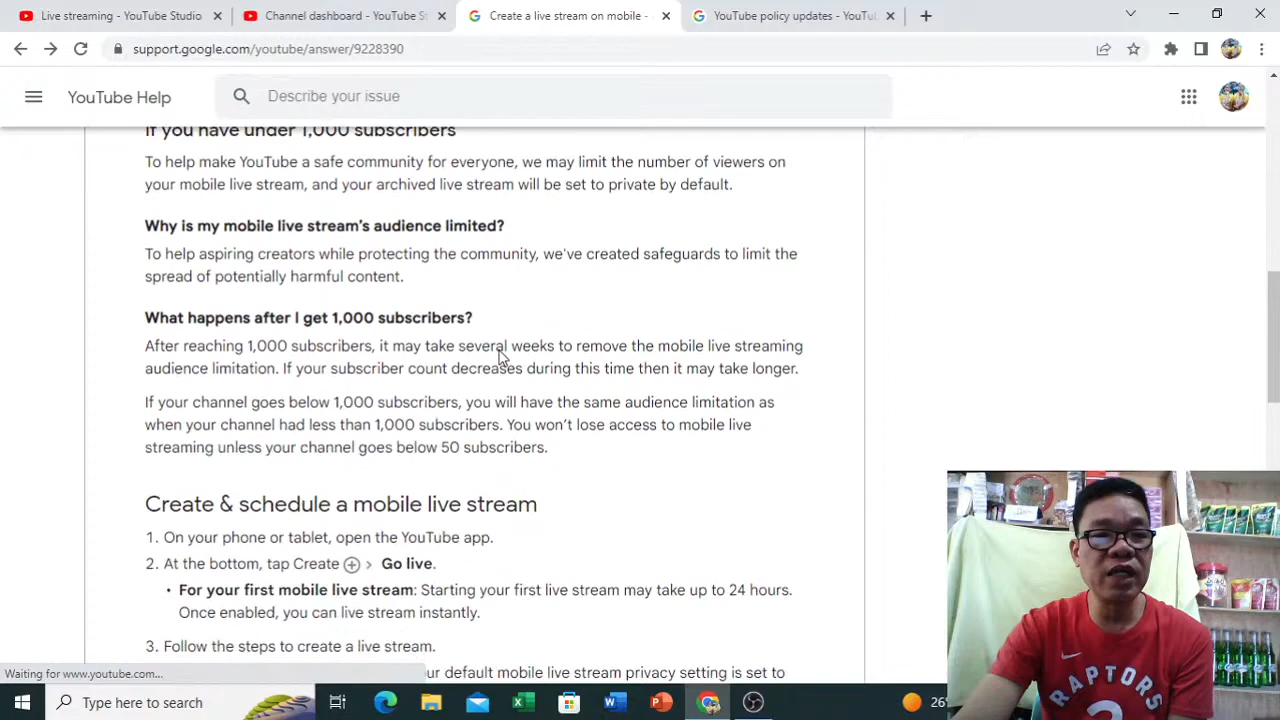 Live streaming - YouTube Studio
Channel dashboard - YouTube St
Create a live stream on mobile -
YouTube policy updates - YouTu
support.google.com/youtube/answer/9228390
YouTube Help
Describe your issue
If you have under 1,000 subscribers
To help make YouTube a safe community for everyone, we may limit the number of viewers on
your mobile live stream, and your archived live stream will be set to private by default.
Why is my mobile live stream's audience limited?
To help aspiring creators while protecting the community, we've created safeguards to limit the
spread of potentially harmful content.
What happens after I get 1,000 subscribers?
After reaching 1,000 subscribers, it may take several weeks to remove the mobile live streaming
audience limitation. If your subscriber count decreases during this time then it may take longer.
If your channel goes below 1,000 subscribers, you will have the same audience limitation as
when your channel had less than 1,000 subscribers. You won't lose access to mobile live
streaming unless your channel goes below 50 subscribers.
Create & schedule a mobile live stream
1. On your phone or tablet, open the YouTube app.
2. At the bottom, tap Create > Go live.
• For your first mobile live stream: Starting your first live stream may take up to 24 hours.
Once enabled, you can live stream instantly.
3. Follow the steps to create a live stream.
ur default mobile live stream privacy setting is set to
Waiting for www.youtube.com...
Type here to search
26°
RAPTORS